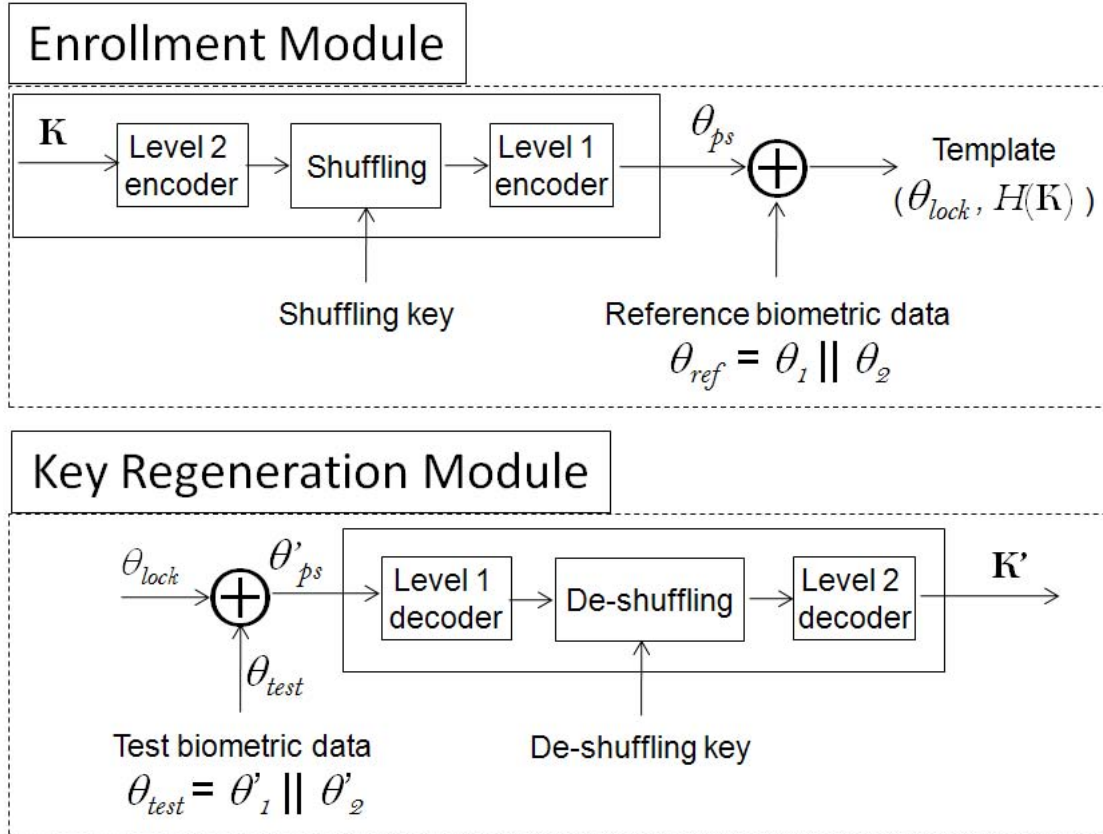 Enrollment Module
K
Level 2
encoder
Shuffling
Level 1
encoder
θps
Template
(θlock, H(K))
Shuffling key
Reference biometric data
θref = θ1 || θ2
Key Regeneration Module
θlock
θ'ps
Level 1
decoder
De-shuffling
Level 2
decoder
K'
θtest
Test biometric data
θtest = θ'1 || θ'2
De-shuffling key